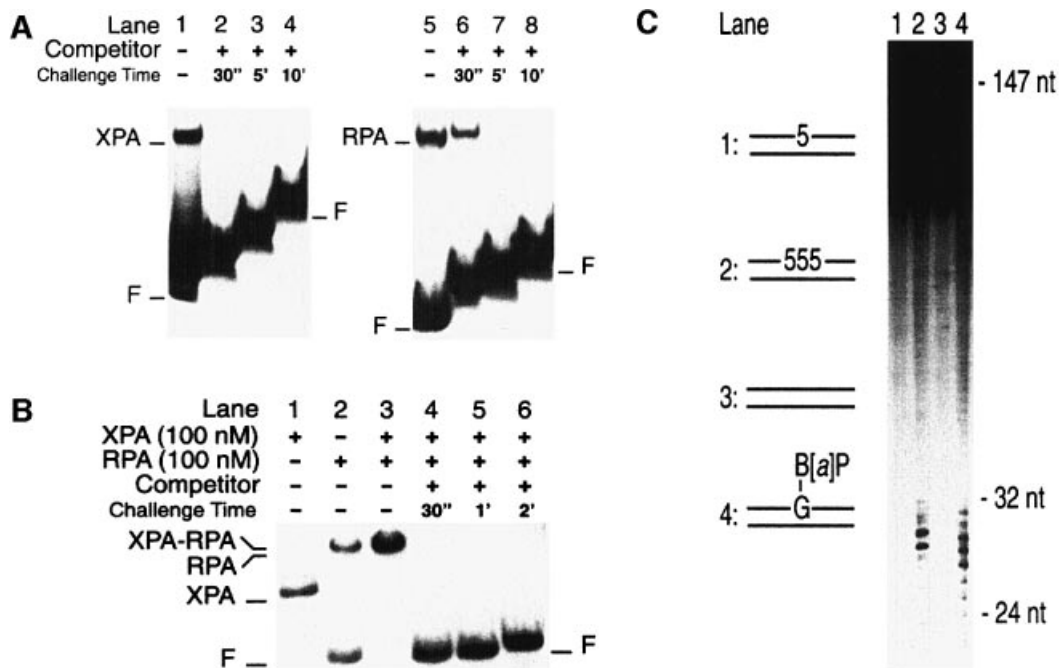 A
Lane 1 2 3 4 5 6 7 8
Competitor - + + + - + + +
Challenge Time - 30" 5' 10' - 30" 5' 10'
XPA
F
F
RPA
F
F
B
Lane 1 2 3 4 5 6
XPA (100 nM) + - + + + +
RPA (100 nM) - + + + + +
Competitor - - - + + +
Challenge Time - - - 30" 1' 2'
XPA-RPA
RPA
XPA
F
F
C
Lane 1 2 3 4
- 147 nt
1: 5
2: 555
3:
B[a]P
4: G
- 32 nt
- 24 nt